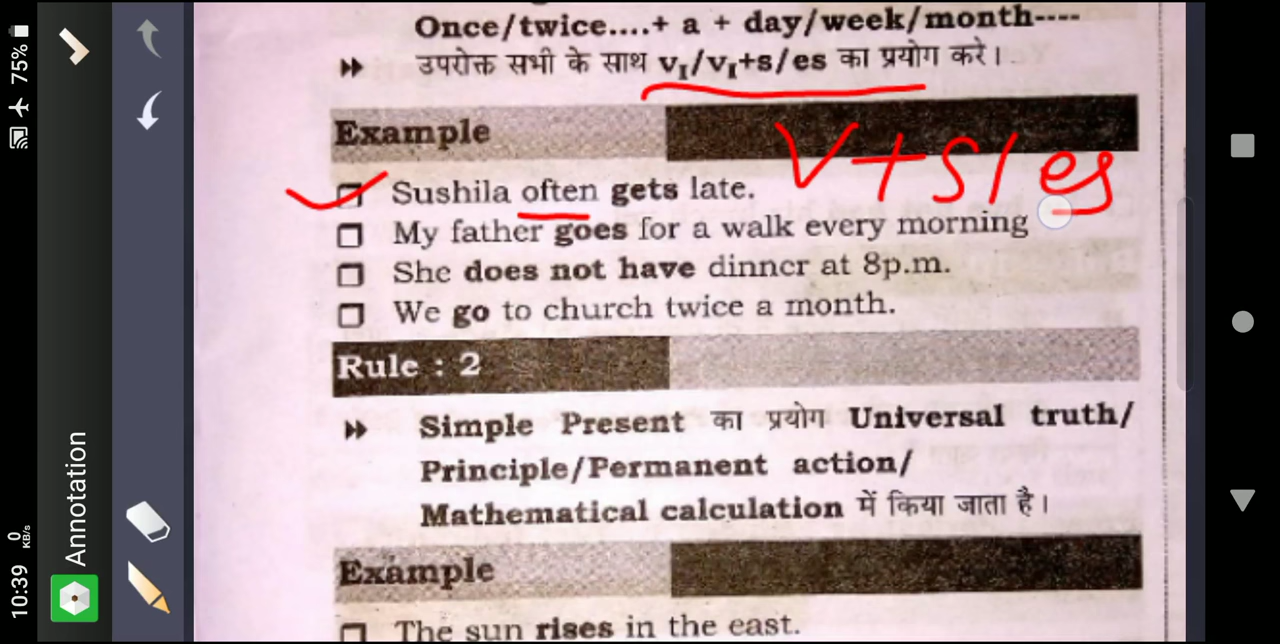 Once/twice....+ a + day/week/month----
उपरोक्त सभी के साथ vI/vI+s/es का प्रयोग करे।
Example
V+S/es
Sushila often gets late.
My father goes for a walk every morning
She does not have dinner at 8p.m.
We go to church twice a month.
Rule : 2
Simple Present का प्रयोग Universal truth/
Principle/Permanent action/
Mathematical calculation में किया जाता है।
Example
The sun rises in the east.
Annotation
10:39
0
KB/s
75%